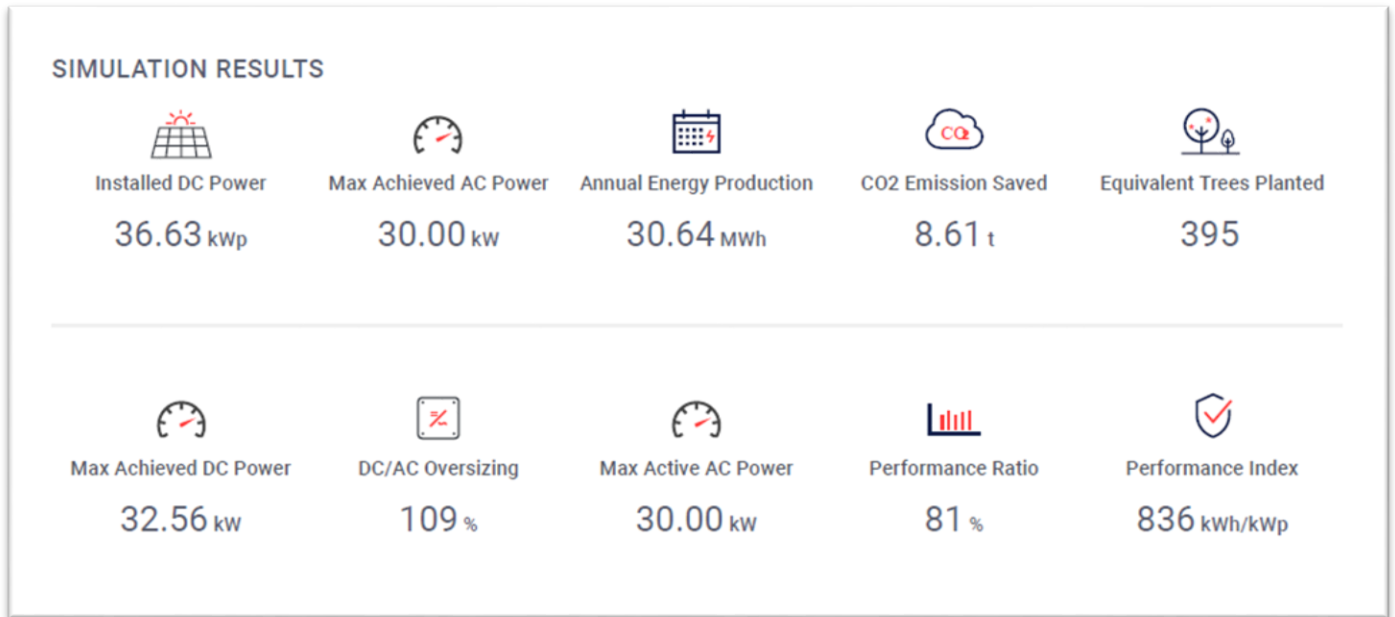 SIMULATION RESULTS
CO2
Installed DC Power Max Achieved AC Power Annual Energy Production CO2 Emission Saved Equivalent Trees Planted
36.63 kWp 30.00 kW 30.64 MWh 8.61 t 395
Max Achieved DC Power DC/AC Oversizing Max Active AC Power Performance Ratio Performance Index
32.56 kW 109 % 30.00 kW 81 % 836 kWh/kWp